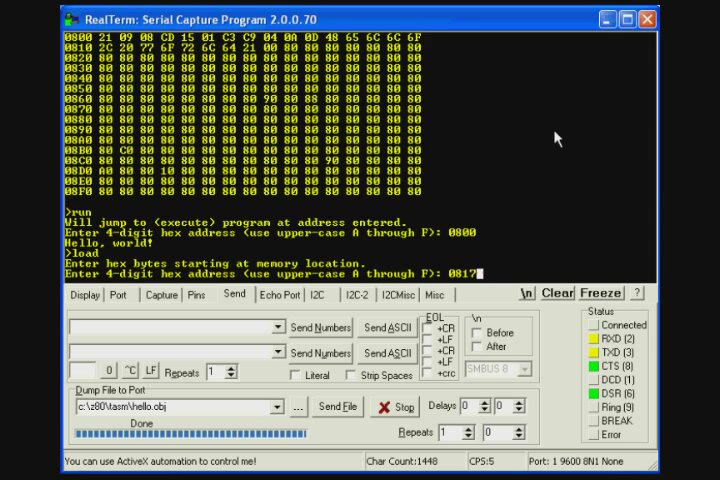 RealTerm: Serial Capture Program 2.0.0.70
0800 21 09 08 CD 15 01 C3 C9 04 0A 0D 48 65 6C 6C 6F
0810 2C 20 77 6F 72 6C 64 21 00 80 80 80 80 80 80 80
0820 80 80 80 80 80 80 80 80 80 80 80 80 80 80 80 80
0830 80 80 80 80 80 80 80 80 80 80 80 80 80 80 80 80
0840 80 80 80 80 80 80 80 80 80 80 80 80 80 80 80 80
0850 80 80 80 80 80 80 80 80 80 80 80 80 80 80 80 80
0860 80 80 80 80 80 80 80 80 90 80 80 80 80 80 80 80
0870 80 80 80 80 80 80 80 80 80 80 80 80 80 80 80 80
0880 80 80 80 80 80 80 80 80 80 80 80 80 80 80 80 80
0890 80 80 80 80 80 80 80 80 80 80 80 80 80 80 80 80
08A0 80 80 80 80 80 80 80 80 80 80 80 80 80 80 80 80
08B0 80 C0 80 80 80 80 80 80 80 80 80 80 80 80 80 80
08C0 80 80 80 80 80 80 80 80 80 80 80 90 80 80 80 80
08D0 A0 80 80 10 80 80 80 80 80 80 80 80 80 80 80 80
08E0 80 80 80 80 80 80 80 80 80 80 80 80 80 80 80 80
08F0 80 80 80 80 80 80 80 80 80 80 80 80 80 80 80 80
>run
Will jump to (execute) program at address entered.
Enter 4-digit hex address (use upper-case A through F): 0800
Hello, world!
>load
Enter hex bytes starting at memory location.
Enter 4-digit hex address (use upper-case A through F): 0817
Display Port Capture Pins Send Echo Port I2C I2C-2 I2CMisc Misc \n Clear Freeze ?
Send Numbers Send ASCII
Send Numbers Send ASCII
0 ^C LF Repeats 1
Literal Strip Spaces
EOL
+CR
+LF
+CR
+LF
+crc
\n
Before
After
SMBUS 8
Dump File to Port
c:\z80\tasm\hello.obj ... Send File Stop Delays 0 0
Done
Repeats 1 0
Status
Connected
RXD (2)
TXD (3)
CTS (8)
DCD (1)
DSR (6)
Ring (9)
BREAK
Error
You can use ActiveX automation to control me! Char Count:1448 CPS:5 Port: 1 9600 8N1 None